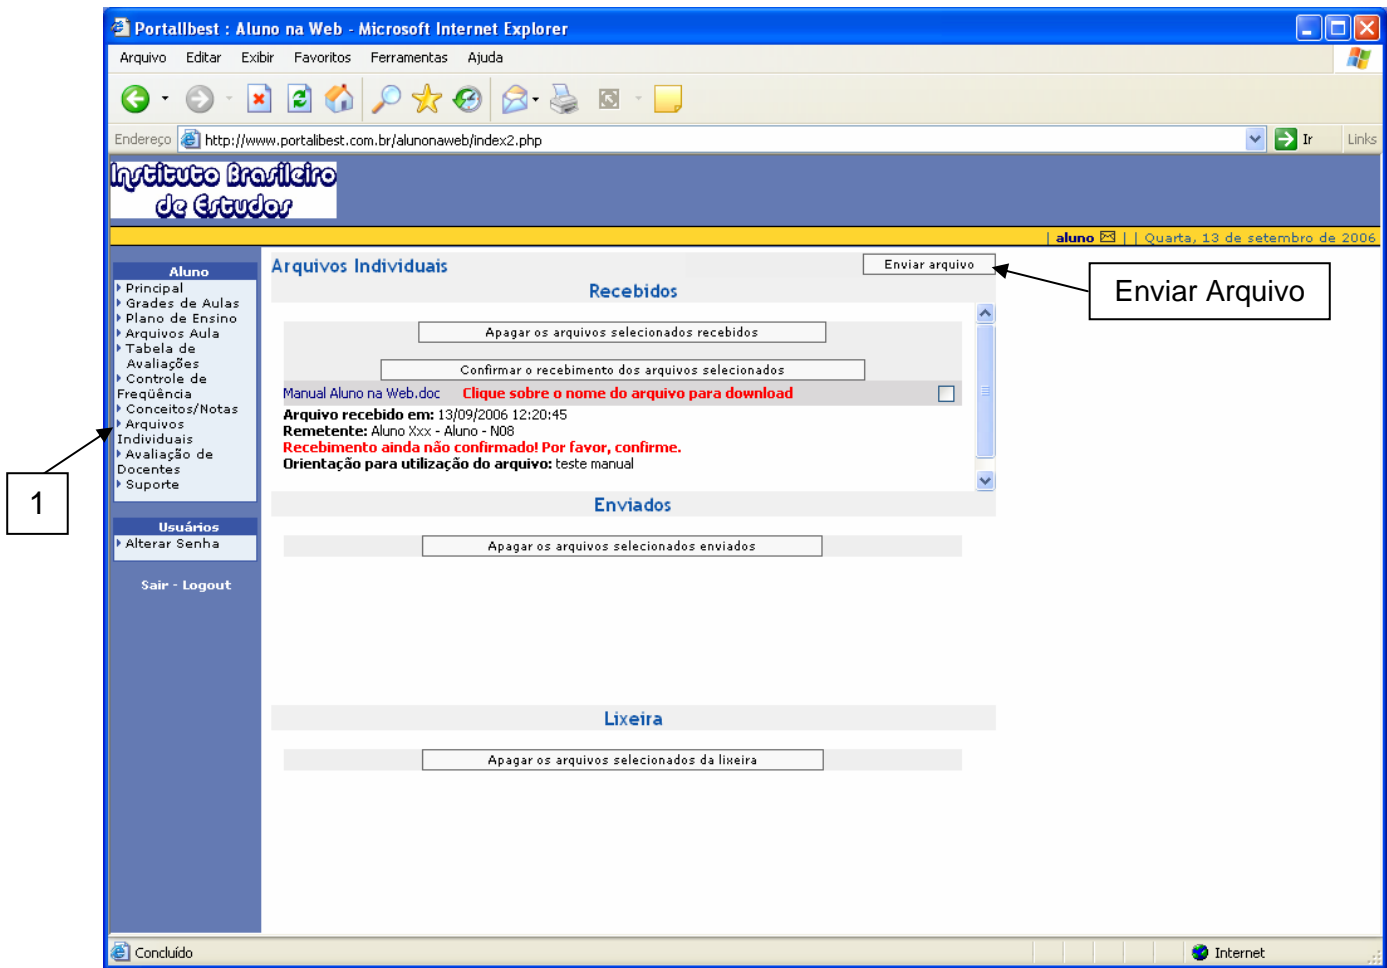 Portallbest : Aluno na Web - Microsoft Internet Explorer
Arquivo Editar Exibir Favoritos Ferramentas Ajuda
Endereço http://www.portalibest.com.br/alunonaweb/index2.php Ir Links
Instituto Brasileiro
de Estudos
| aluno | | Quarta, 13 de setembro de 2006
Aluno
Principal
Grades de Aulas
Plano de Ensino
Arquivos Aula
Tabela de
Avaliações
Controle de
Freqüência
Conceitos/Notas
Arquivos
Individuais
Avaliação de
Docentes
Suporte
Usuários
Alterar Senha
Sair - Logout
1
Arquivos Individuais
Enviar arquivo
Enviar Arquivo
Recebidos
Apagar os arquivos selecionados recebidos
Confirmar o recebimento dos arquivos selecionados
Manual Aluno na Web.doc Clique sobre o nome do arquivo para download
Arquivo recebido em: 13/09/2006 12:20:45
Remetente: Aluno Xxx - Aluno - N08
Recebimento ainda não confirmado! Por favor, confirme.
Orientação para utilização do arquivo: teste manual
Enviados
Apagar os arquivos selecionados enviados
Lixeira
Apagar os arquivos selecionados da lixeira
Concluído
Internet